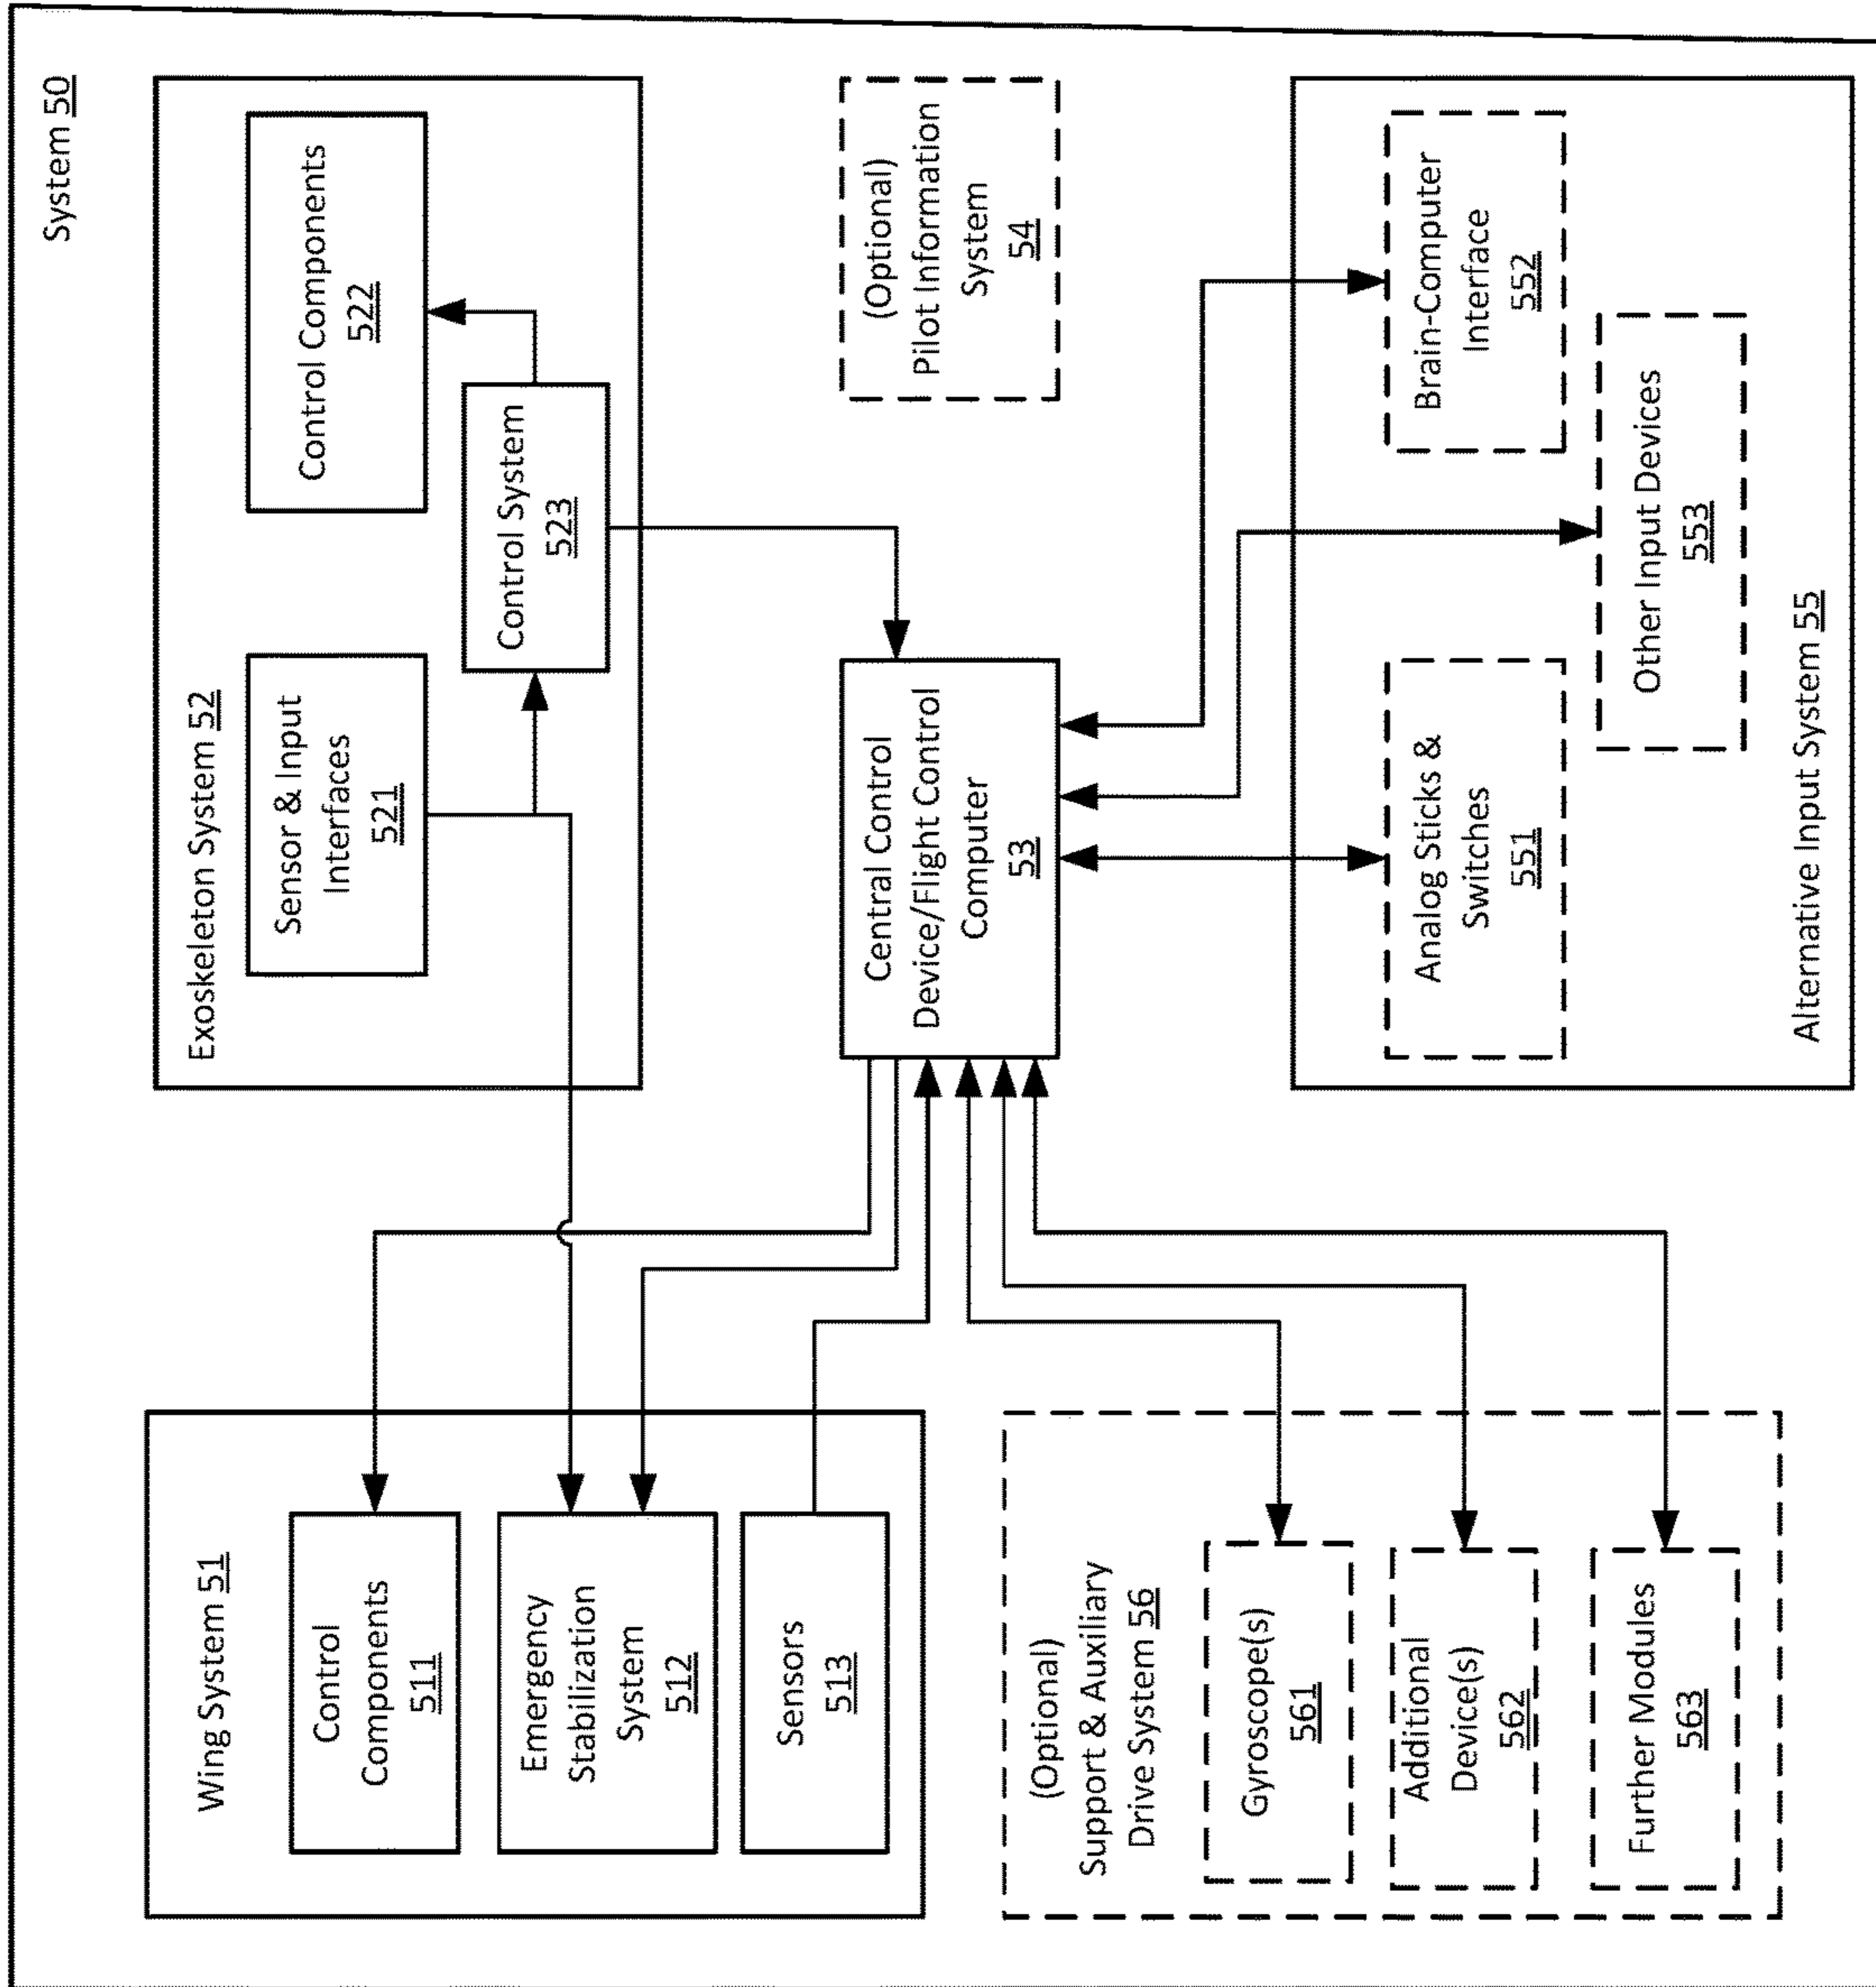 System 50
Wing System 51
Control
Components
511
Emergency
Stabilization
System
512
Sensors
513
Exoskeleton System 52
Sensor & Input
Interfaces
521
Control Components
522
Control System
523
Central Control
Device/Flight Control
Computer
53
(Optional)
Pilot Information
System
54
(Optional)
Support & Auxiliary
Drive System 56
Gyroscope(s)
561
Additional
Device(s)
562
Further Modules
563
Analog Sticks &
Switches
551
Brain-Computer
Interface
552
Other Input Devices
553
Alternative Input System 55